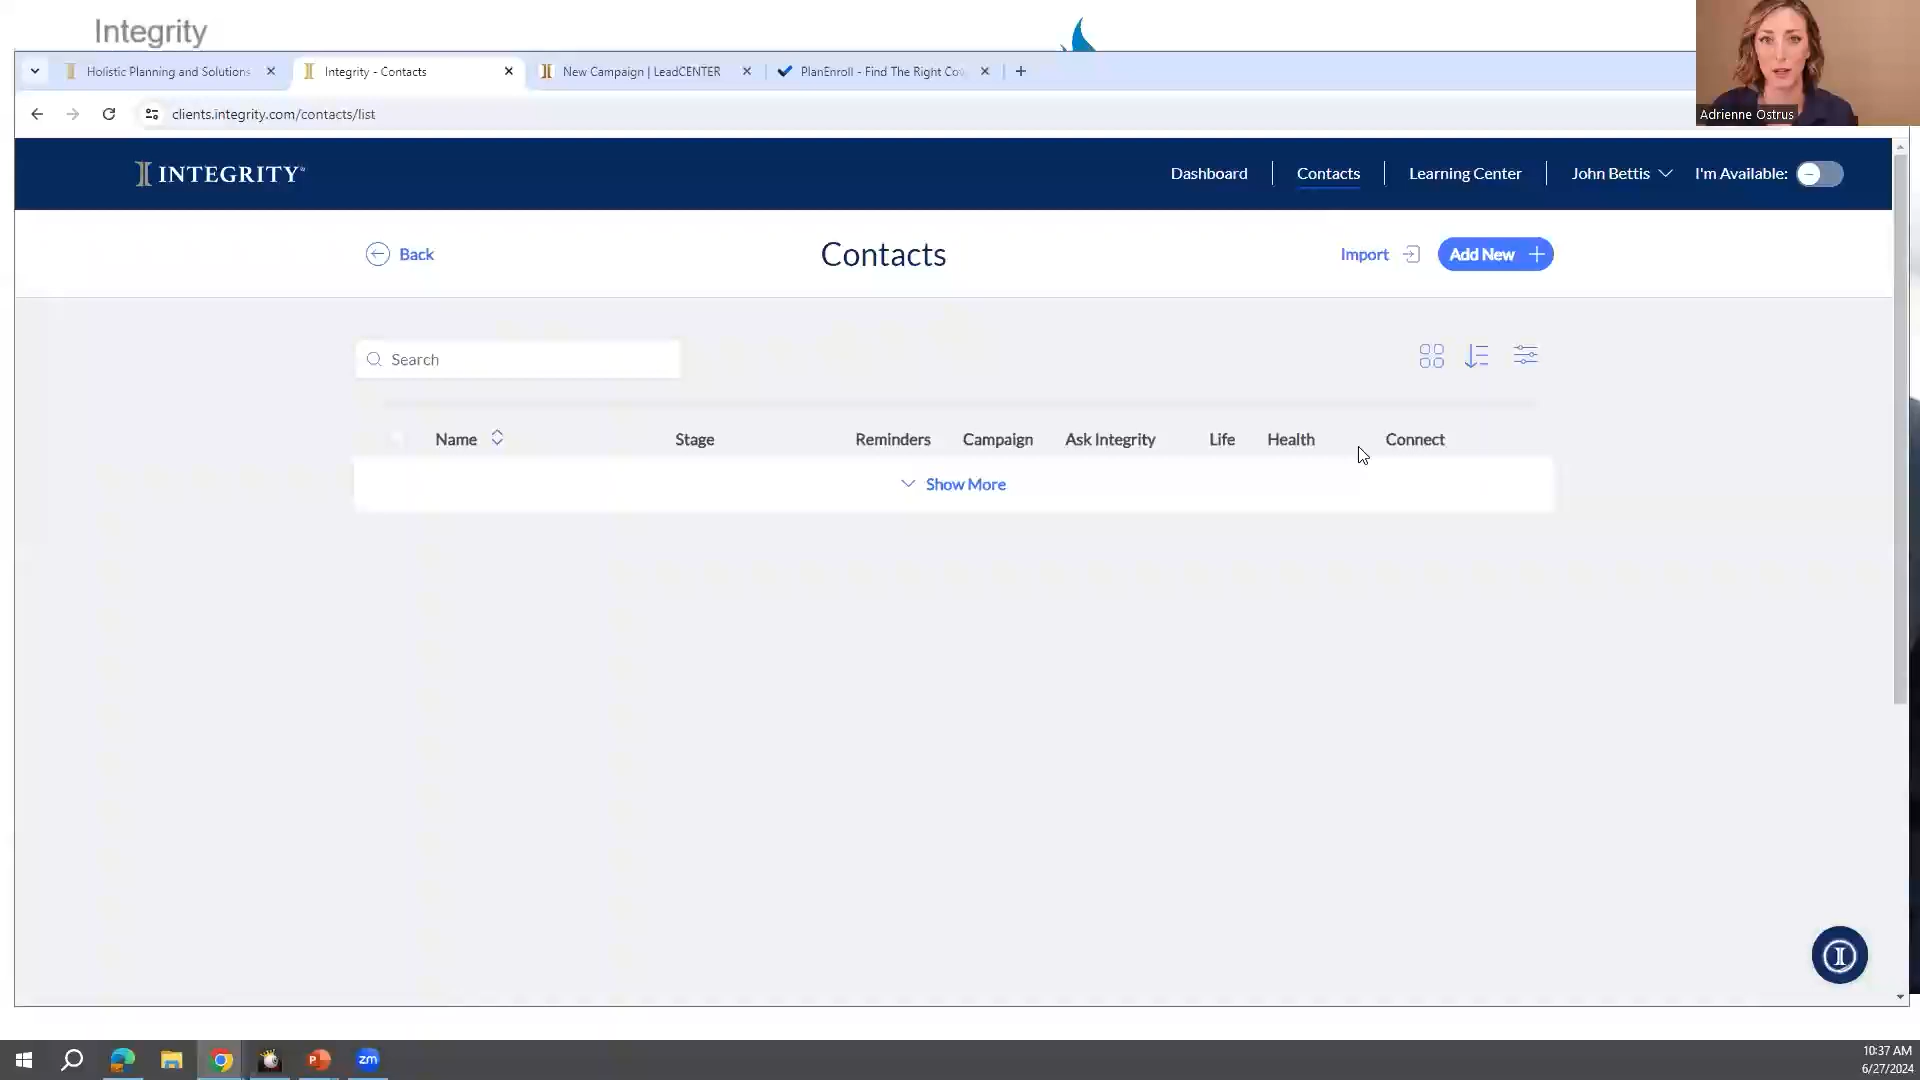 Integrity
Holistic Planning and Solutions
Integrity - Contacts
New Campaign | LeadCENTER
PlanEnroll - Find The Right Cov
clients.integrity.com/contacts/list
Adrienne Ostrus
INTEGRITY
Dashboard
Contacts
Learning Center
John Bettis
I'm Available:
Back
Contacts
Import
Add New
Search
Name
Stage
Reminders
Campaign
Ask Integrity
Life
Health
Connect
Show More
zm
10:37 AM
6/27/2024